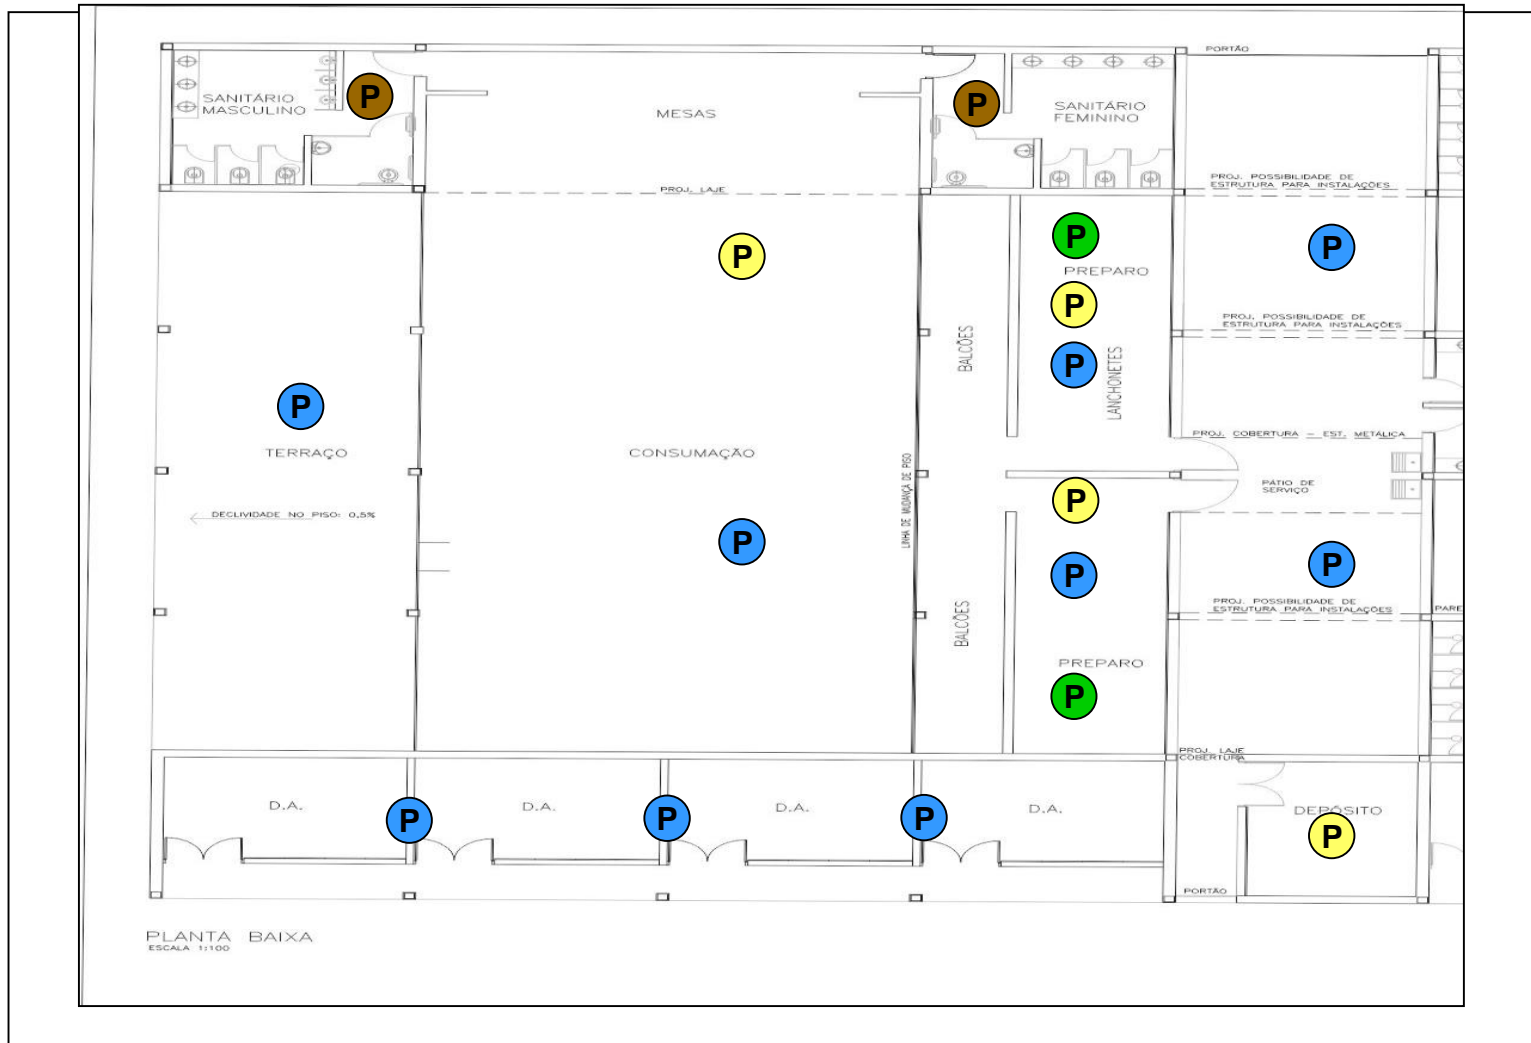 PORTÃO
SANITÁRIO
MASCULINO
P
MESAS
P
SANITÁRIO
FEMININO
PROJ. LAJE
PROJ. POSSIBILIDADE DE
ESTRUTURA PARA INSTALAÇÕES
P
P
P
PREPARO
P
PROJ. POSSIBILIDADE DE
ESTRUTURA PARA INSTALAÇÕES
BALCÕES
P
LANCHONETES
P
TERRAÇO
CONSUMAÇÃO
PROJ. COBERTURA - EST. METÁLICA
LINHA DE MUDANÇA DE PISO
PÁTIO DE
SERVIÇO
P
DECLIVIDADE NO PISO: 0,5%
P
P
P
PROJ. POSSIBILIDADE DE
ESTRUTURA PARA INSTALAÇÕES
PARE
BALCÕES
PREPARO
P
PROJ. LAJE
COBERTURA
D.A.
P
D.A.
P
D.A.
P
D.A.
DEPÓSITO
P
PORTÃO
PLANTA BAIXA
ESCALA 1:100